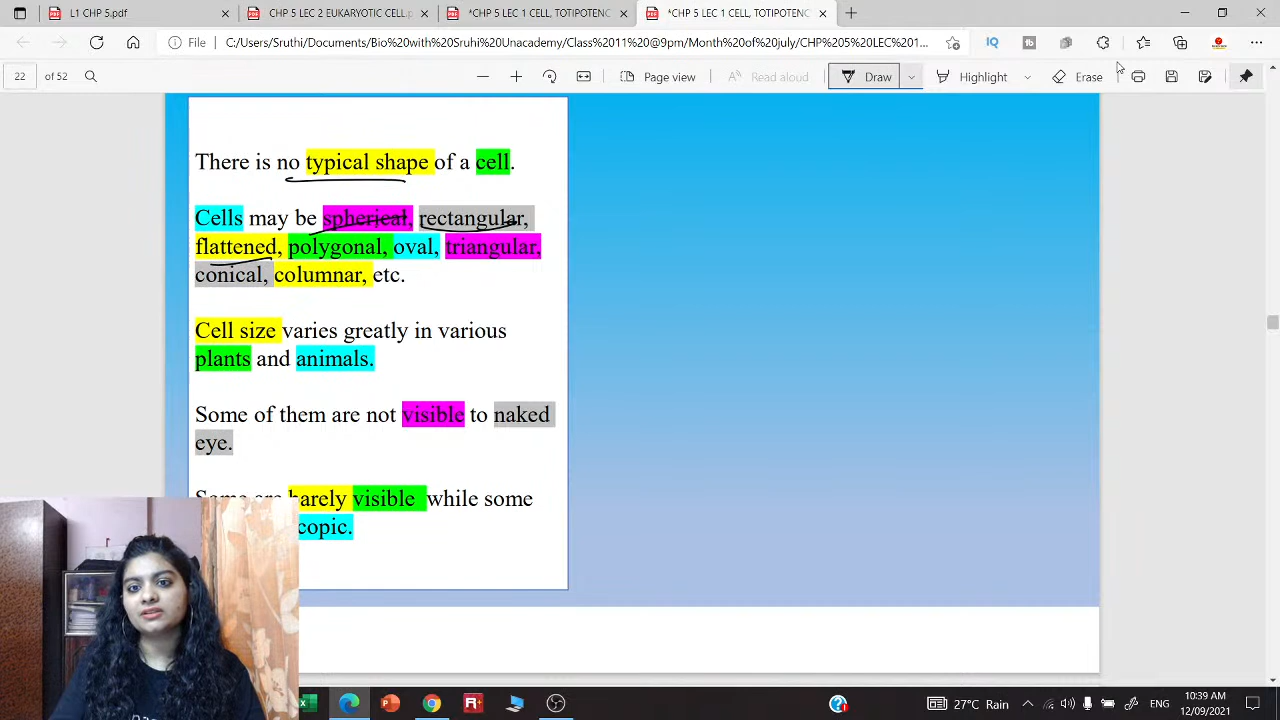 L1 CHP 5.pdf
CHP 5 LEC 2 EUKARYOTIC CELL.p
*CHP 5 LEC 1 CELL, TOTIPOTENC
*CHP 5 LEC 1 CELL, TOTIPOTENC
File
C:/Users/Sruthi/Documents/Bio%20with%20Sruhi%20Unacademy/Class%2011%20@9pm/Month%20of%20july/CHP%205%20LEC%201...
22 of 52
Page view
Read aloud
Draw
Highlight
Erase
There is no typical shape of a cell.
Cells may be spherical, rectangular,
flattened, polygonal, oval, triangular,
conical, columnar, etc.
Cell size varies greatly in various
plants and animals.
Some of them are not visible to naked
eye.
Some are barely visible while some
copic.
27°C Rain
ENG
10:39 AM
12/09/2021